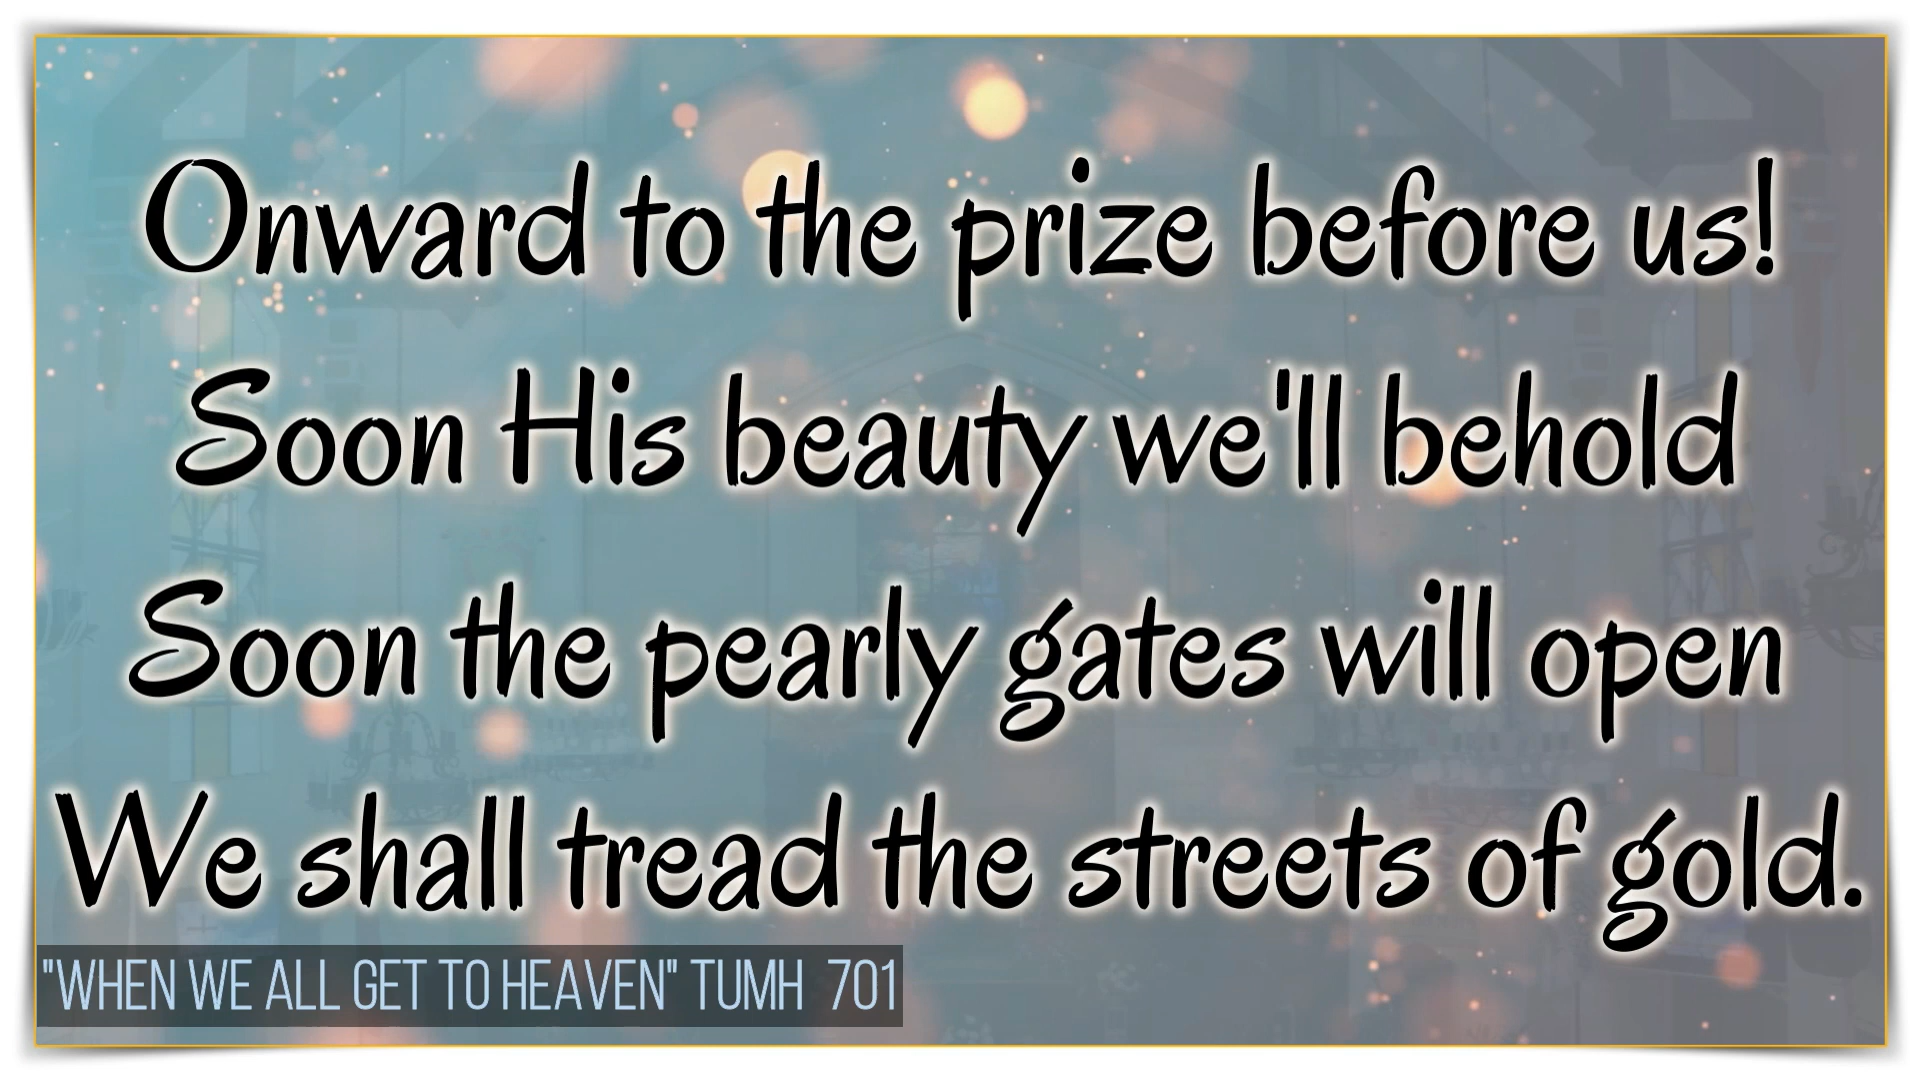 Onward to the prize before us!
Soon His beauty we'll behold
Soon the pearly gates will open
We shall tread the streets of gold.
"WHEN WE ALL GET TO HEAVEN" TUMH 701